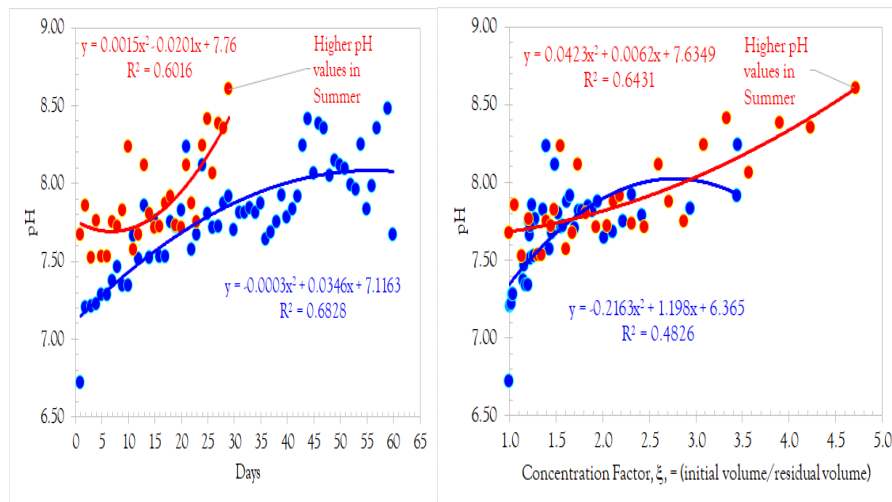 9.00
8.50
8.00
7.50
7.00
6.50
pH
y = 0.0015x² - 0.0201x + 7.76
R² = 0.6016
Higher pH
values in
Summer
y = -0.0003x² + 0.0346x + 7.1163
R² = 0.6828
0 5 10 15 20 25 30 35 40 45 50 55 60 65
Days
9.00
8.50
8.00
7.50
7.00
6.50
pH
y = 0.0423x² + 0.0062x + 7.6349
R² = 0.6431
Higher pH
values in
Summer
y = -0.2163x² + 1.198x + 6.365
R² = 0.4826
1.0 1.5 2.0 2.5 3.0 3.5 4.0 4.5 5.0
Concentration Factor, ξ, = (initial volume/residual volume)